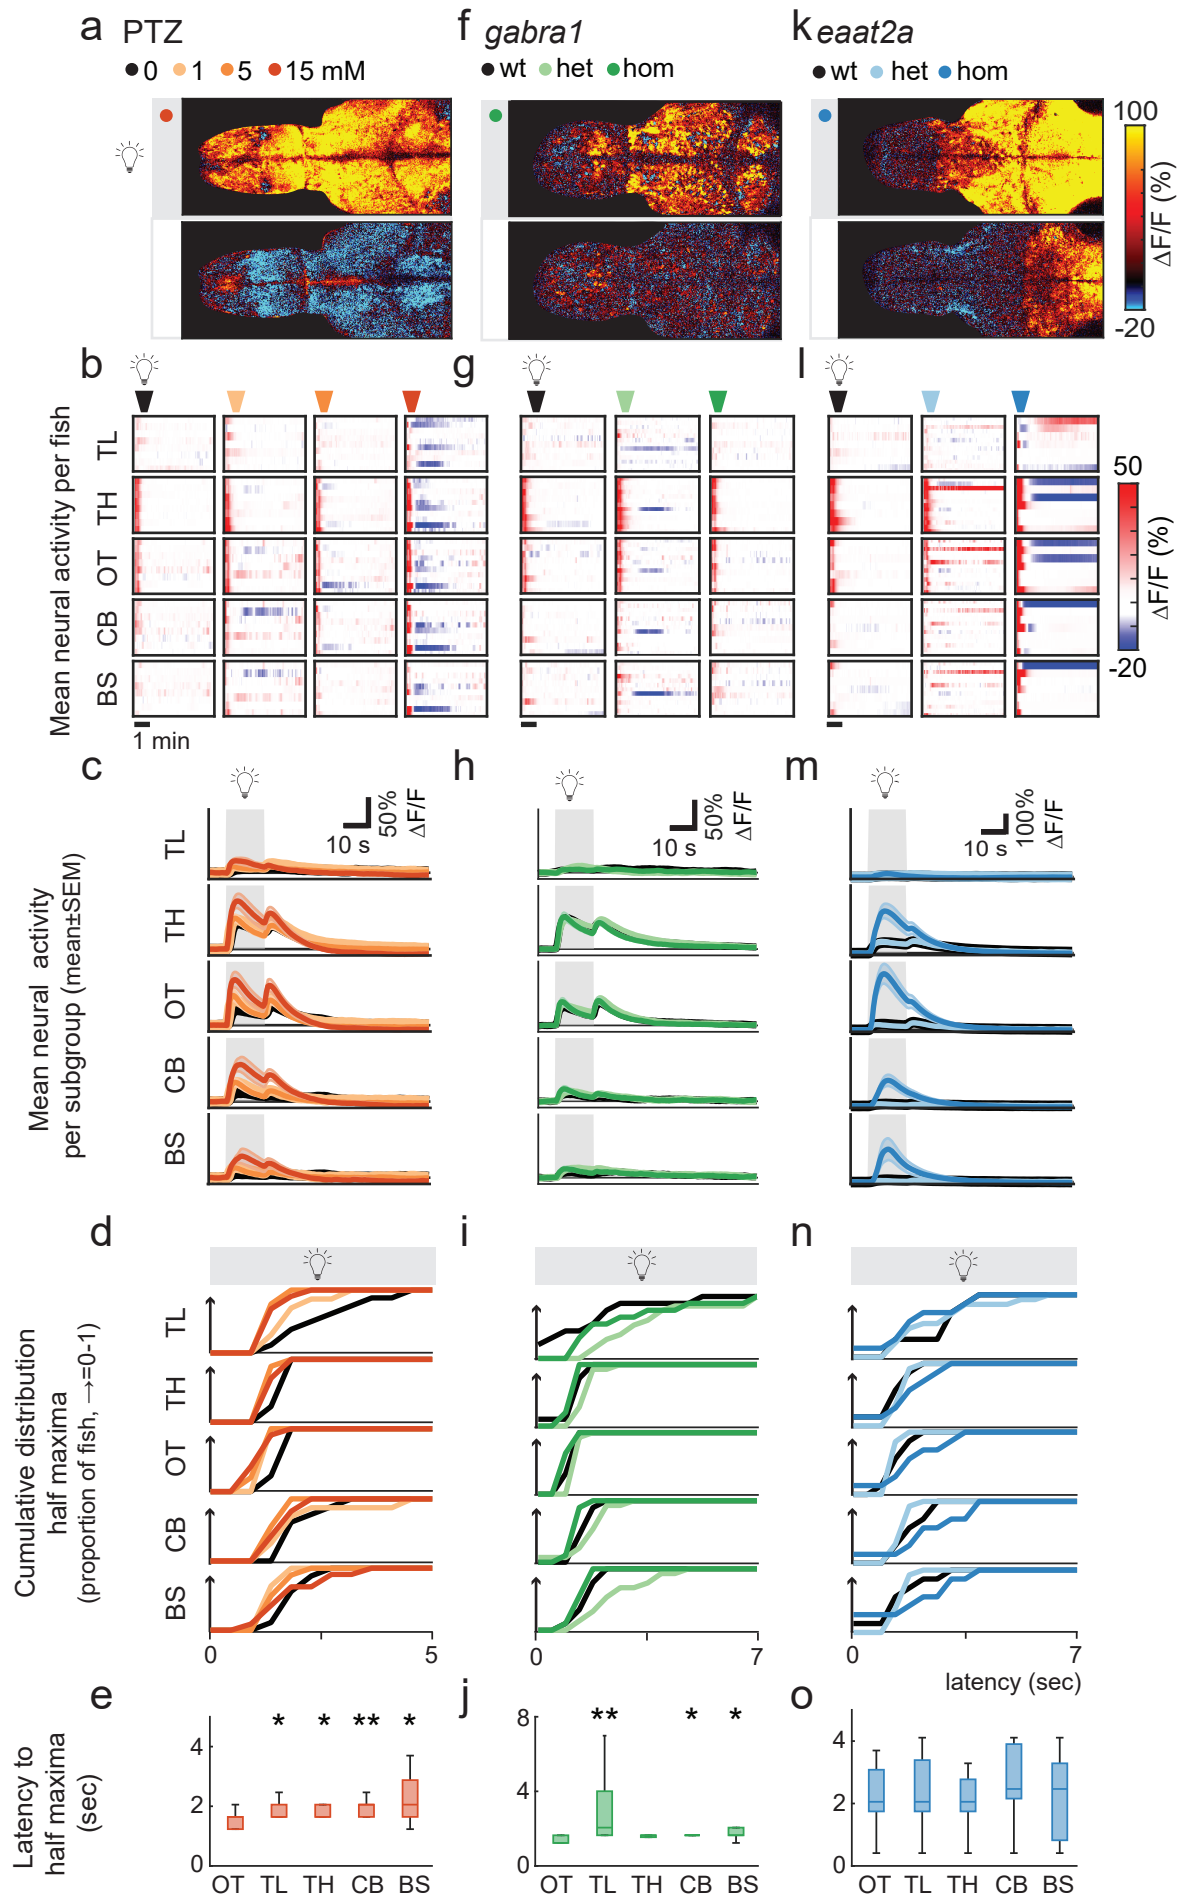 a PTZ
0 1 5 15 mM
f gabra1
wt het hom
k eaat2a
wt het hom
100
ΔF/F (%)
-20
b
g
l
Mean neural activity per fish
TL
TH
OT
CB
BS
1 min
50
ΔF/F (%)
-20
c
h
m
Mean neural activity
per subgroup (mean±SEM)
TL
TH
OT
CB
BS
10 s
50%
ΔF/F
10 s
50%
ΔF/F
10 s
100%
ΔF/F
d
i
n
Cumulative distribution
half maxima
(proportion of fish, →=0-1)
TL
TH
OT
CB
BS
0 5
0 7
0 7
latency (sec)
e
j
o
Latency to
half maxima
(sec)
4
2
0
* * ** *
OT TL TH CB BS
8
4
0
** * *
OT TL TH CB BS
4
2
0
OT TL TH CB BS